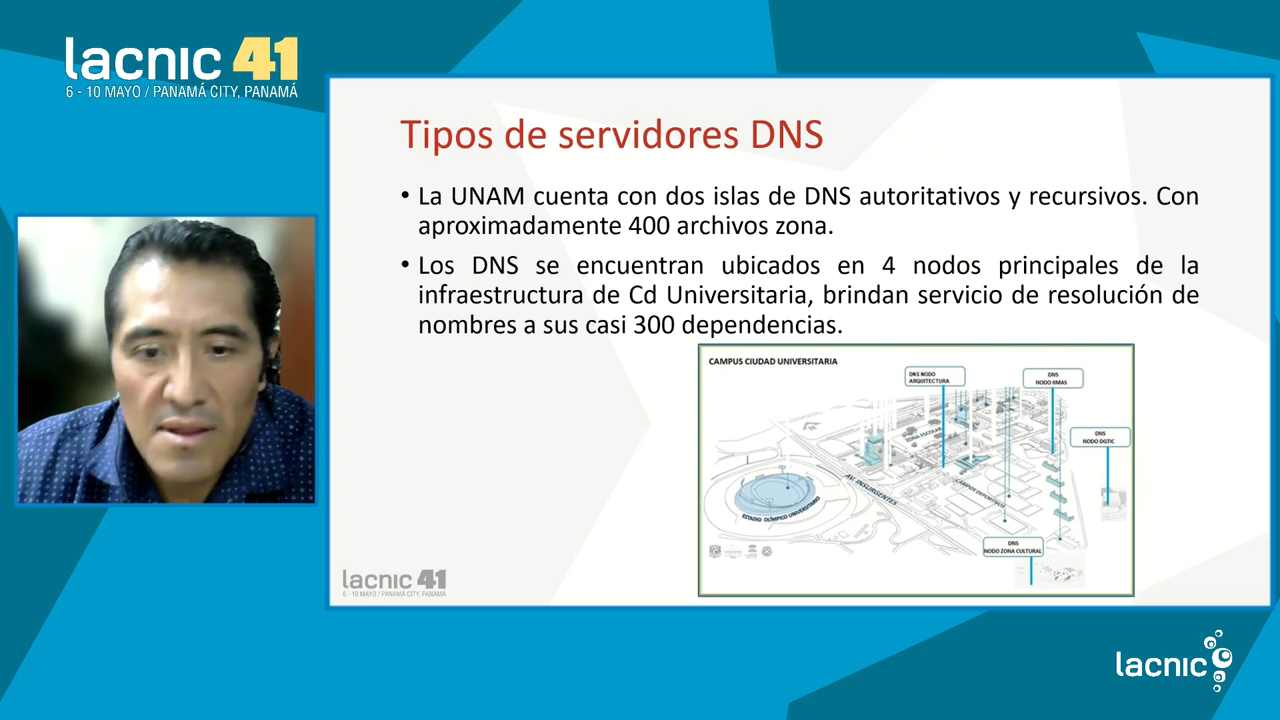 lacnic 41
6 - 10 MAYO / PANAMÁ CITY, PANAMÁ
Tipos de servidores DNS
• La UNAM cuenta con dos islas de DNS autoritativos y recursivos. Con
aproximadamente 400 archivos zona.
• Los DNS se encuentran ubicados en 4 nodos principales de la
infraestructura de Cd Universitaria, brindan servicio de resolución de
nombres a sus casi 300 dependencias.
CAMPUS CIUDAD UNIVERSITARIA
DNS NODO
ARQUITECTURA
DNS
NODO IIMAS
DNS
NODO DGTIC
ZONA ESCOLAR
AV. INSURGENTES
CAMPUS DEPORTIVOS
ESTADIO OLÍMPICO UNIVERSITARIO
DNS
NODO ZONA CULTURAL
lacnic 41
6 - 10 MAYO / PANAMÁ CITY, PANAMÁ
lacnic